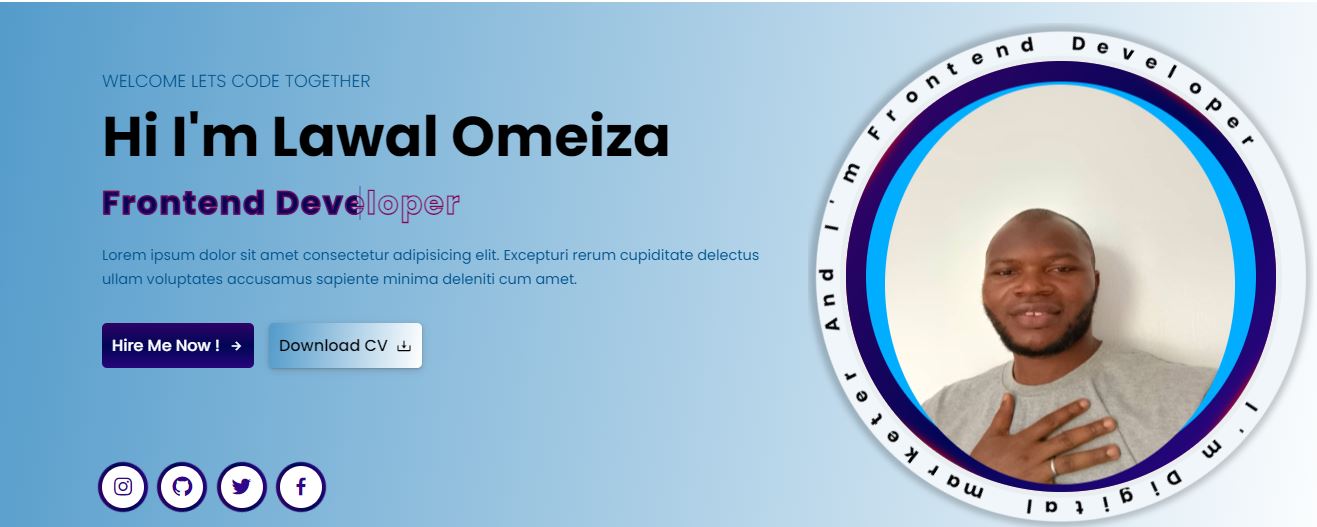 WELCOME LETS CODE TOGETHER
Hi I'm Lawal Omeiza
Frontend Developer
Lorem ipsum dolor sit amet consectetur adipisicing elit. Excepturi rerum cupiditate delectus
ullam voluptates accusamus sapiente minima deleniti cum amet.
Hire Me Now !
Download CV
I'm Digital marketer And I'm Frontend Developer